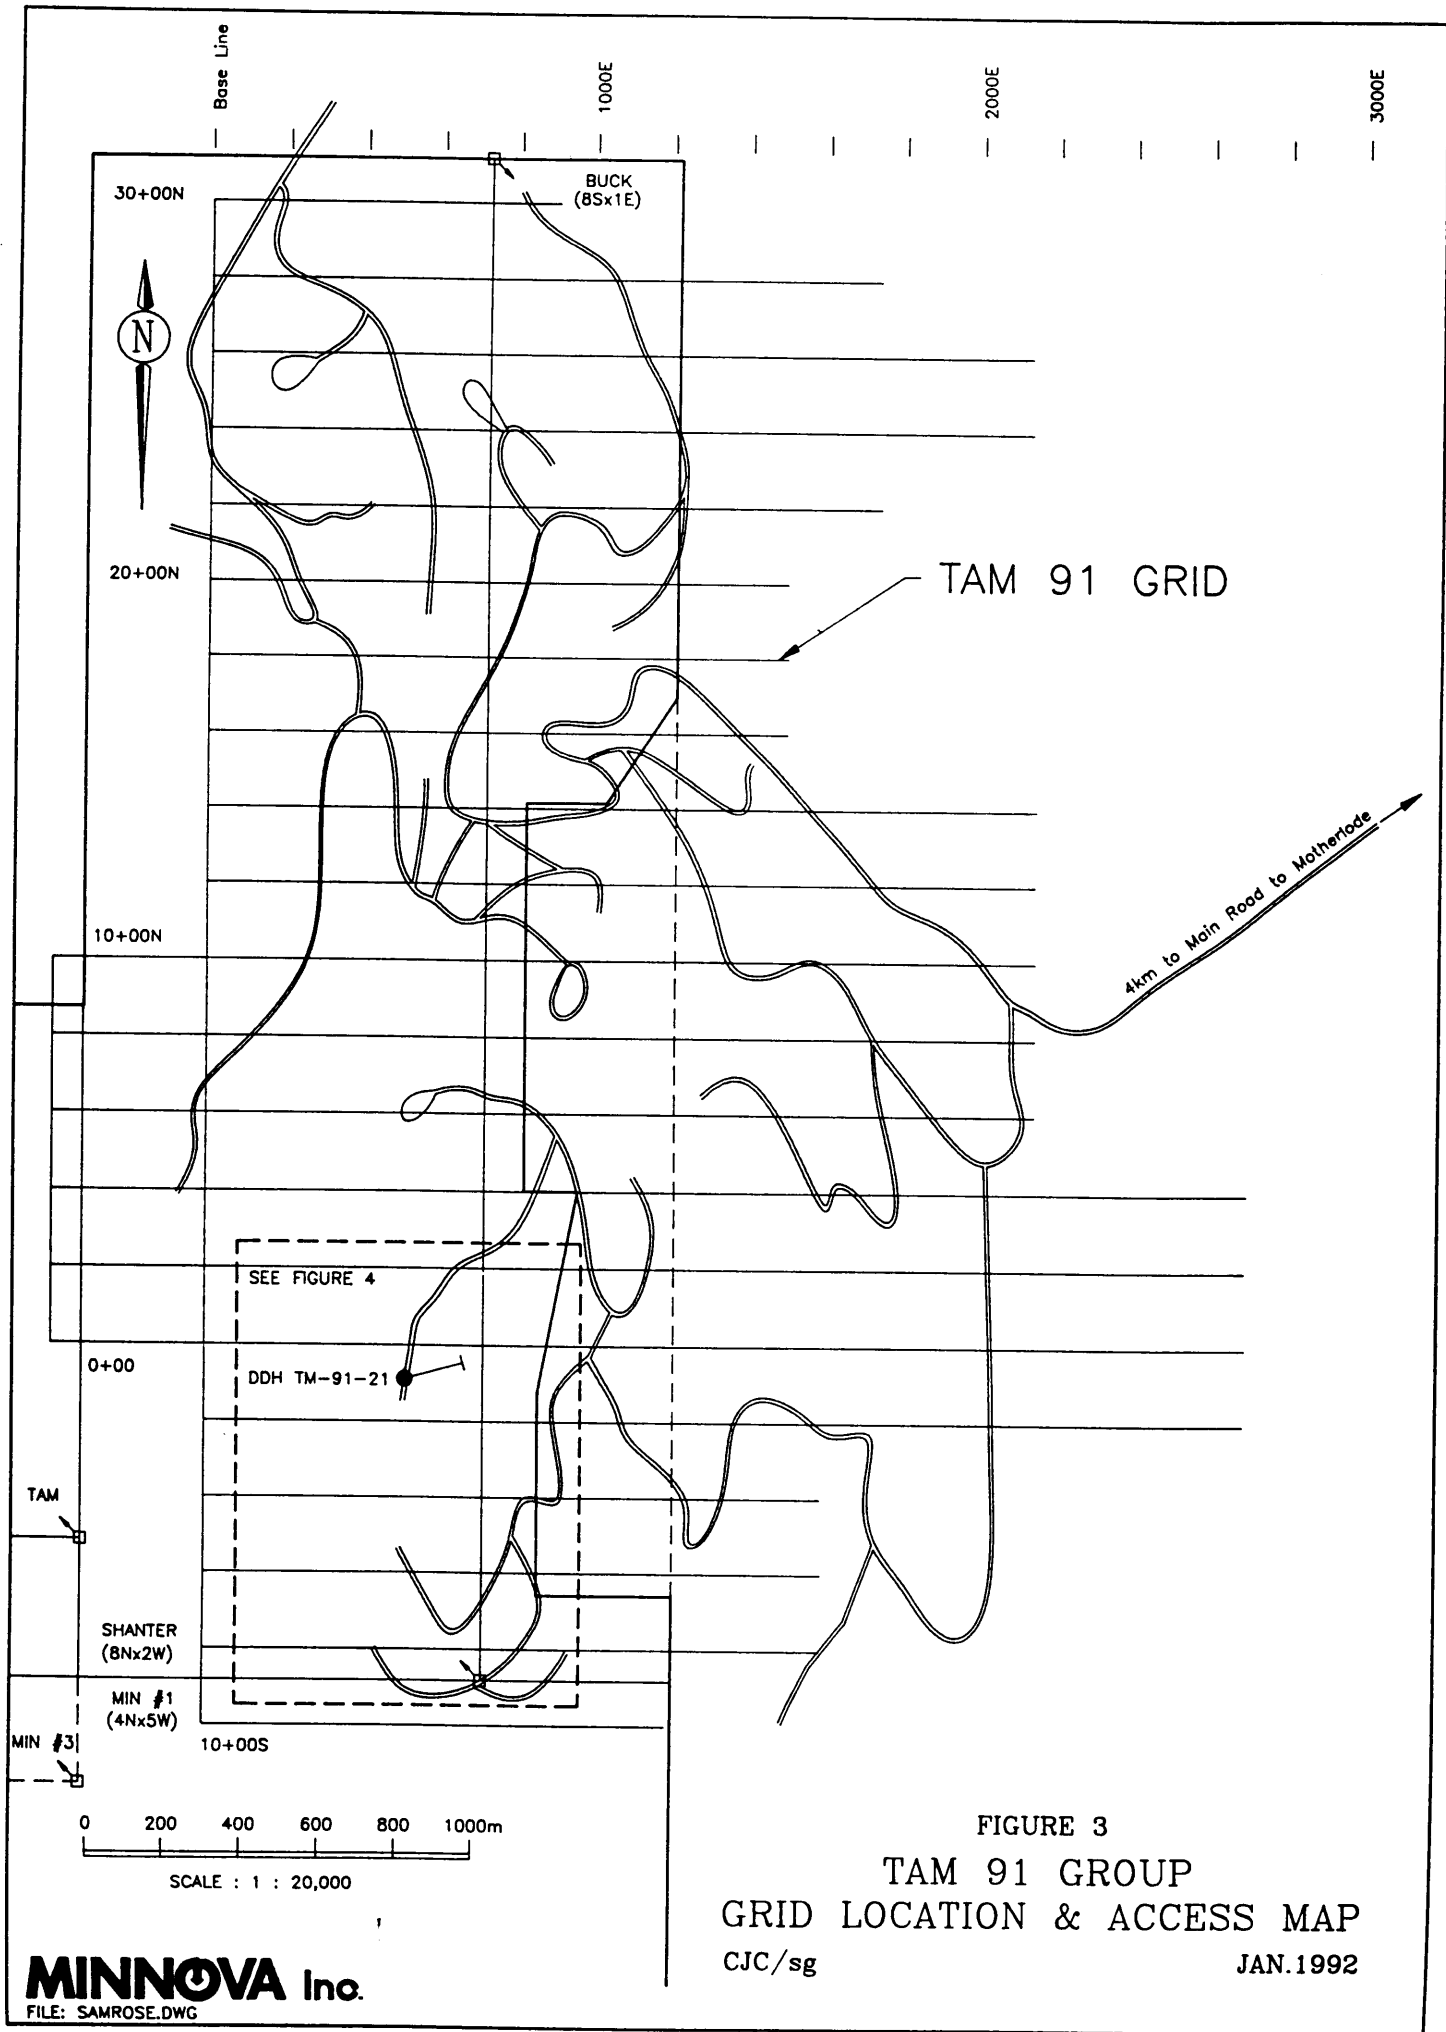 Base Line
1000E
2000E
3000E
30+00N
BUCK
(8Sx1E)
N
20+00N
TAM 91 GRID
4km to Main Road to Motherlode
10+00N
SEE FIGURE 4
0+00
DDH TM-91-21
TAM
SHANTER
(8Nx2W)
MIN #1
(4Nx5W)
MIN #3
10+00S
0 200 400 600 800 1000m
SCALE : 1 : 20,000
FIGURE 3
TAM 91 GROUP
GRID LOCATION & ACCESS MAP
CJC/sg JAN.1992
MINNOVA Inc.
FILE: SAMROSE.DWG